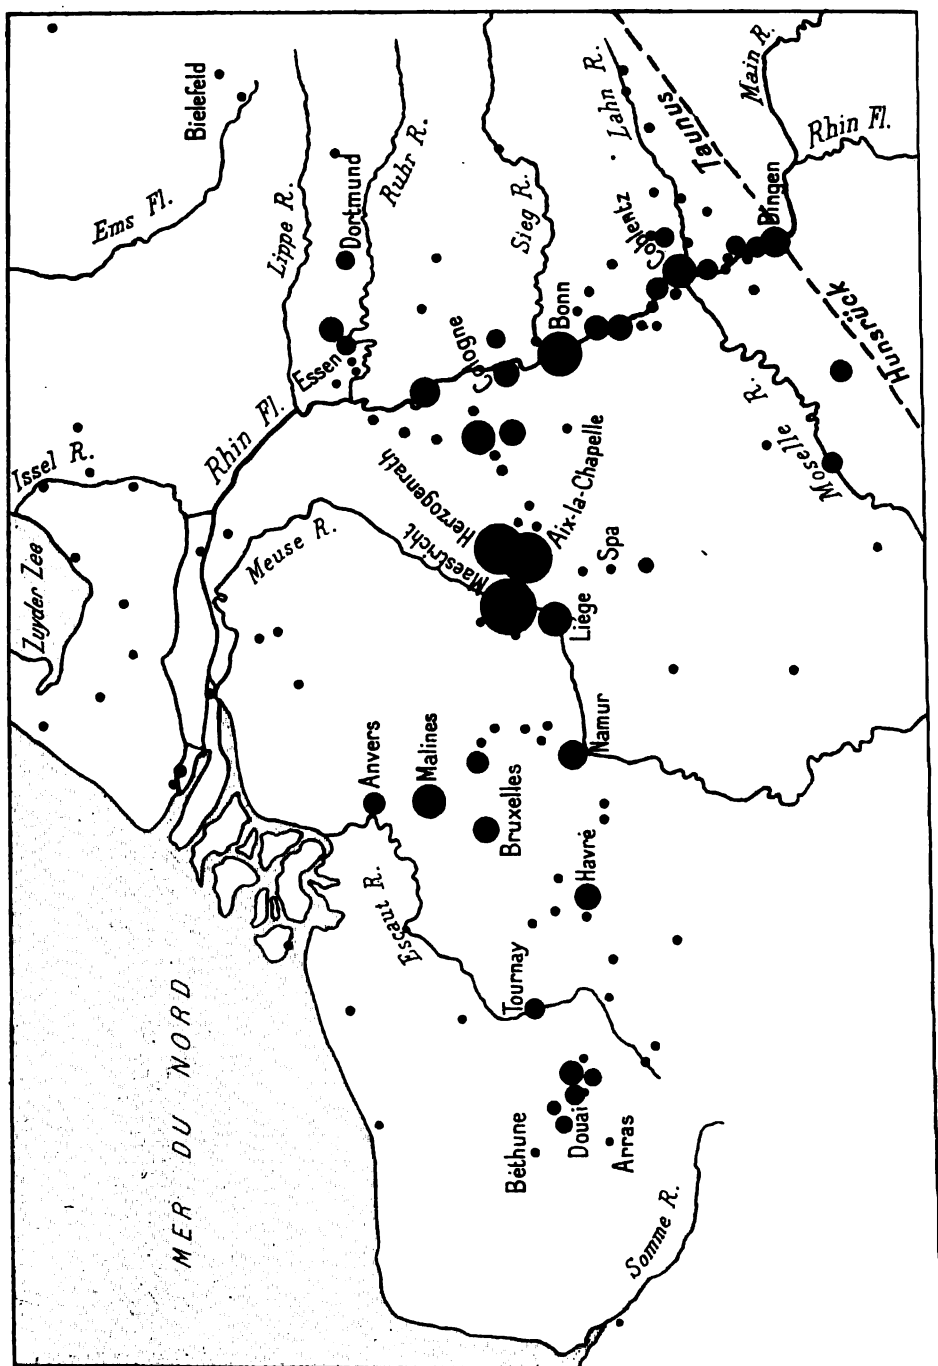 MER DU NORD
Zuyder Zee
Issel R.
Ems Fl.
Bielefeld
Lippe R.
Dortmund
Ruhr R.
Essen
Rhin Fl.
Meuse R.
Cologne
Sieg R.
Bonn
Lahn R.
Coblentz
Taunus
Main R.
Rhin Fl.
Bingen
Hunsrück
Moselle R.
Herzogenrath
Maestricht
Aix-la-Chapelle
Spa
Liége
Namur
Anvers
Malines
Bruxelles
Havré
Escaut R.
Tournay
Béthune
Douai
Arras
Somme R.